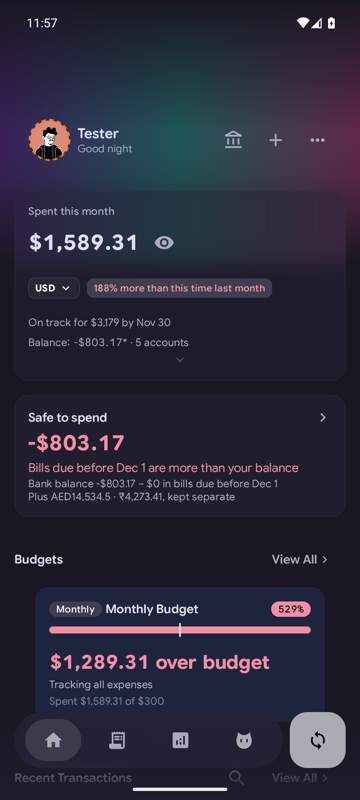 11:57
Tester
Good night
Spent this month
$1,589.31
USD
188% more than this time last month
On track for $3,179 by Nov 30
Balance: -$803.17* · 5 accounts
Safe to spend
-$803.17
Bills due before Dec 1 are more than your balance
Bank balance -$803.17 – $0 in bills due before Dec 1
Plus AED14,534.5 · ₹4,273.41, kept separate
Budgets View All
Monthly Monthly Budget 529%
$1,289.31 over budget
Tracking all expenses
Spent $1,589.31 of $300
Recent Transactions View All